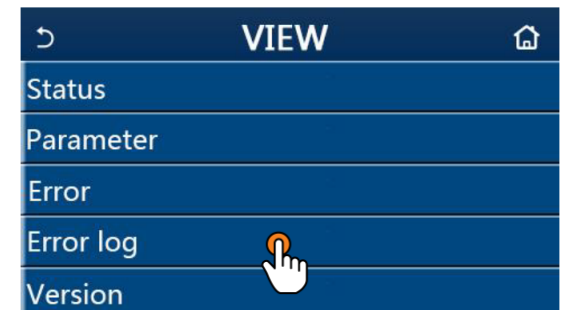 VIEW
Status
Parameter
Error
Error log
Version